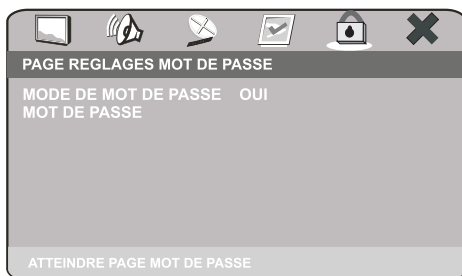 PAGE REGLAGES MOT DE PASSE
MODE DE MOT DE PASSE OUI
MOT DE PASSE
ATTEINDRE PAGE MOT DE PASSE